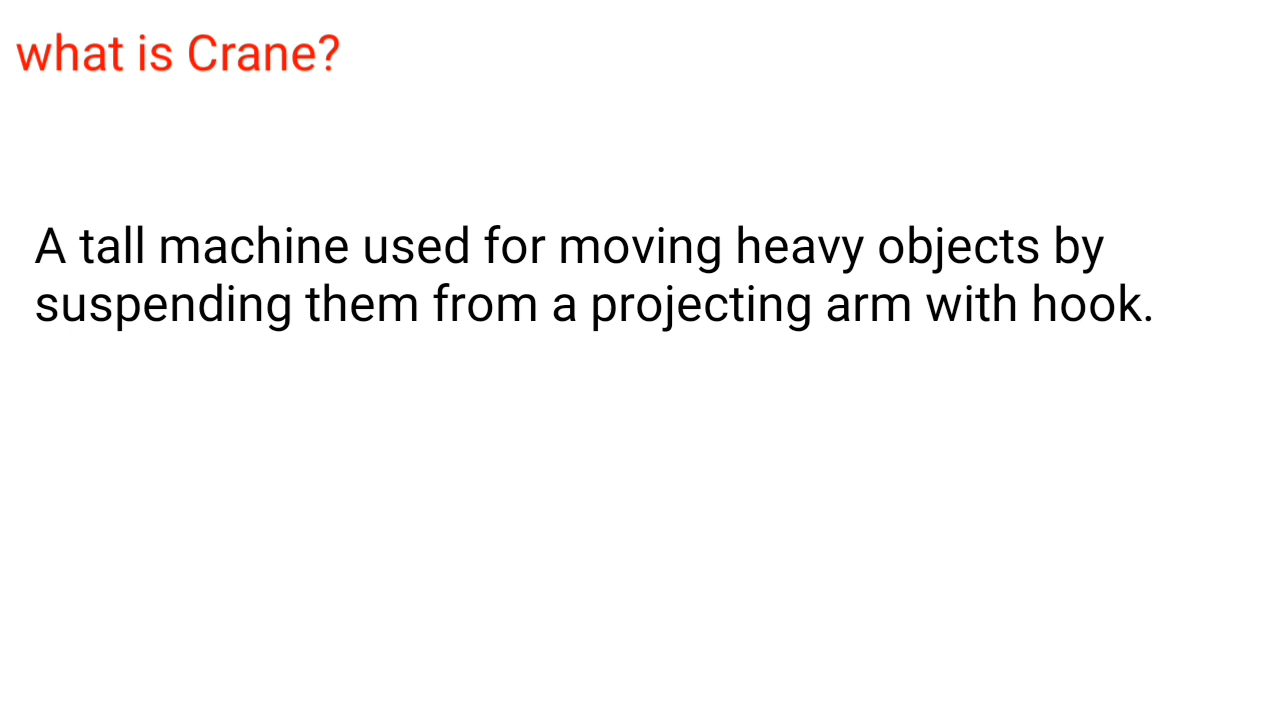 what is Crane?
A tall machine used for moving heavy objects by
suspending them from a projecting arm with hook.